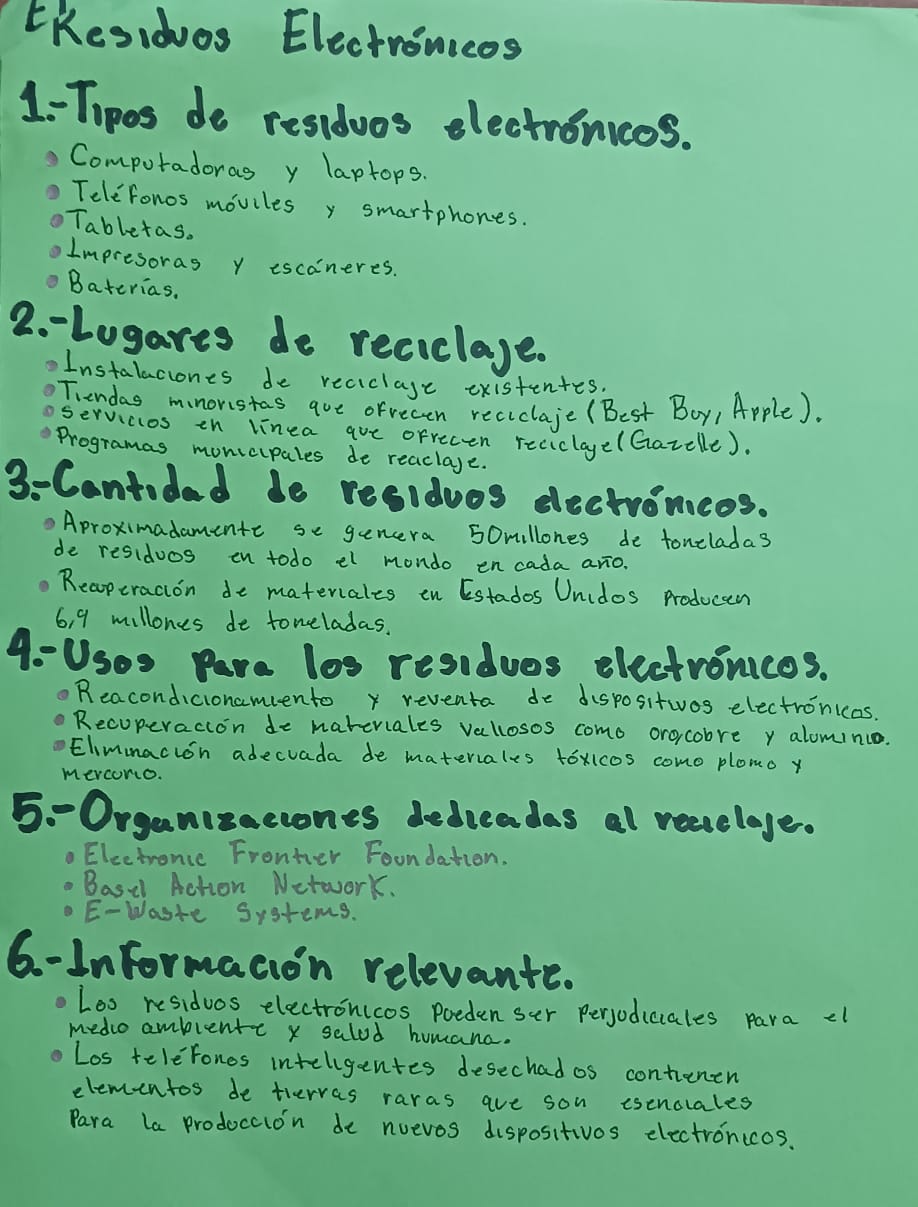 Residuos Electrónicos
1.-Tipos de residuos electrónicos.
• Computadoras y laptops.
• Teléfonos móviles y smartphones.
• Tabletas.
• Impresoras y escáneres.
• Baterías.
2.-Lugares de reciclaje.
• Instalaciones de reciclaje existentes.
• Tiendas minoristas que ofrecen reciclaje (Best Buy, Apple).
• Servicios en línea que ofrecen reciclaje (Gazelle).
• Programas municipales de reciclaje.
3.-Cantidad de residuos electrónicos.
• Aproximadamente se genera 50 millones de toneladas
de residuos en todo el mundo en cada año.
• Recuperación de materiales en Estados Unidos Producen
6,9 millones de toneladas.
4.-Usos Para los residuos electrónicos.
• Reacondicionamiento y reventa de dispositivos electrónicos.
• Recuperación de materiales valiosos como oro, cobre y aluminio.
• Eliminación adecuada de materiales tóxicos como plomo y
mercurio.
5.-Organizaciones dedicadas al reciclaje.
• Electronic Frontier Foundation.
• Basel Action Network.
• E-Waste Systems.
6.-Información relevante.
• Los residuos electrónicos pueden ser perjudiciales para el
medio ambiente y salud humana.
• Los teléfonos inteligentes desechados contienen
elementos de tierras raras que son esenciales
Para la producción de nuevos dispositivos electrónicos.